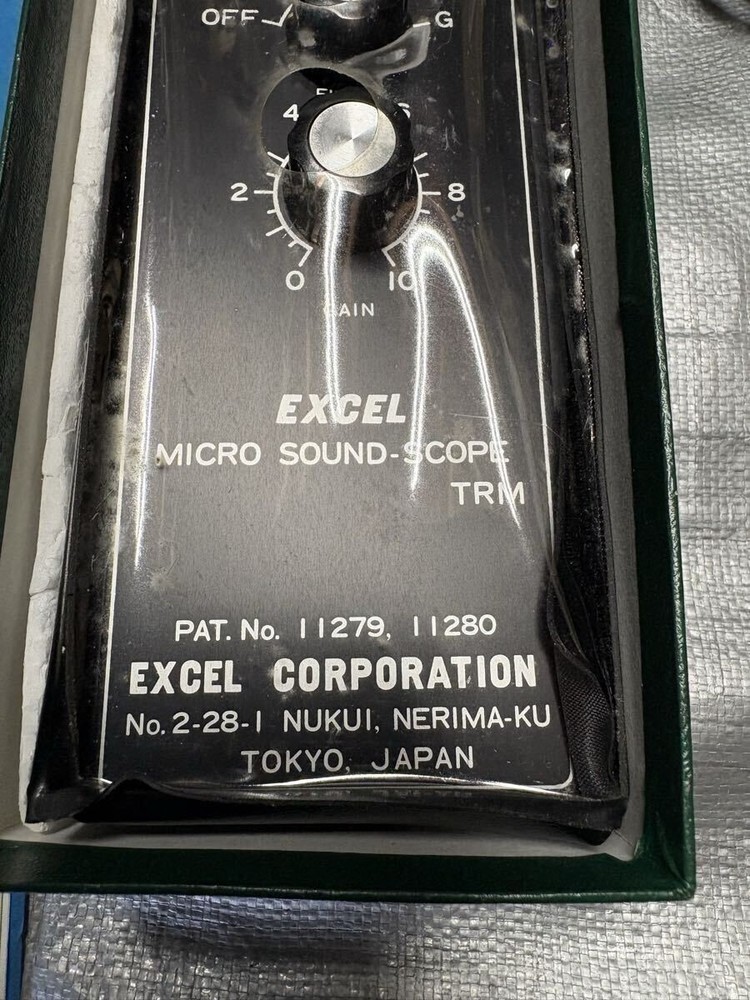 OFF G
4 6
2 8
0 10
GAIN
EXCEL
MICRO SOUND-SCOPE
TRM
PAT. No. 11279, 11280
EXCEL CORPORATION
No. 2-28-1 NUKUI, NERIMA-KU
TOKYO, JAPAN